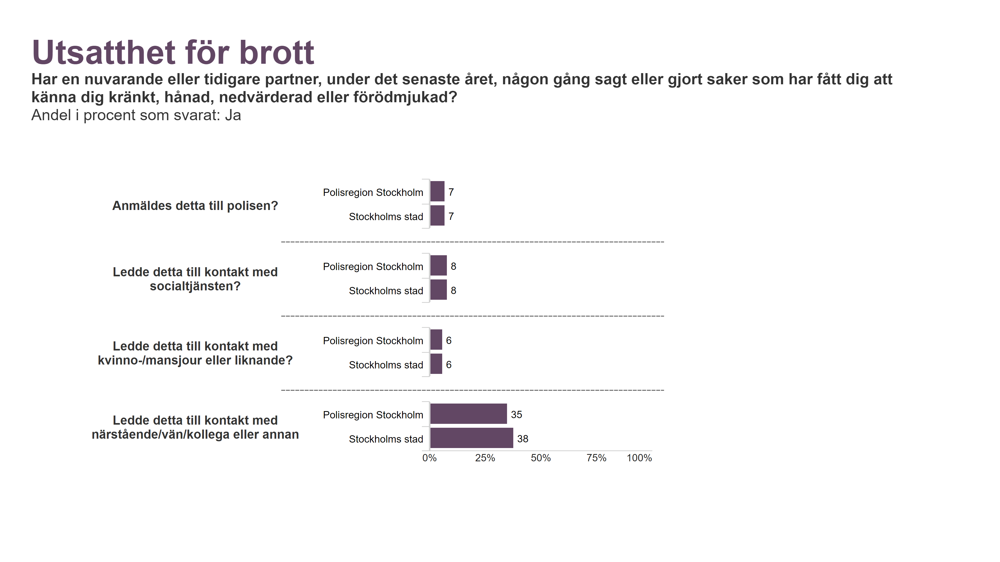 Utsatthet för brott
Har en nuvarande eller tidigare partner, under det senaste året, någon gång sagt eller gjort saker som har fått dig att
känna dig kränkt, hånad, nedvärderad eller förödmjukad?
Andel i procent som svarat: Ja
Anmäldes detta till polisen?
Polisregion Stockholm 7
Stockholms stad 7
Ledde detta till kontakt med
socialtjänsten?
Polisregion Stockholm 8
Stockholms stad 8
Ledde detta till kontakt med
kvinno-/mansjour eller liknande?
Polisregion Stockholm 6
Stockholms stad 6
Ledde detta till kontakt med
närstående/vän/kollega eller annan
Polisregion Stockholm 35
Stockholms stad 38
0% 25% 50% 75% 100%